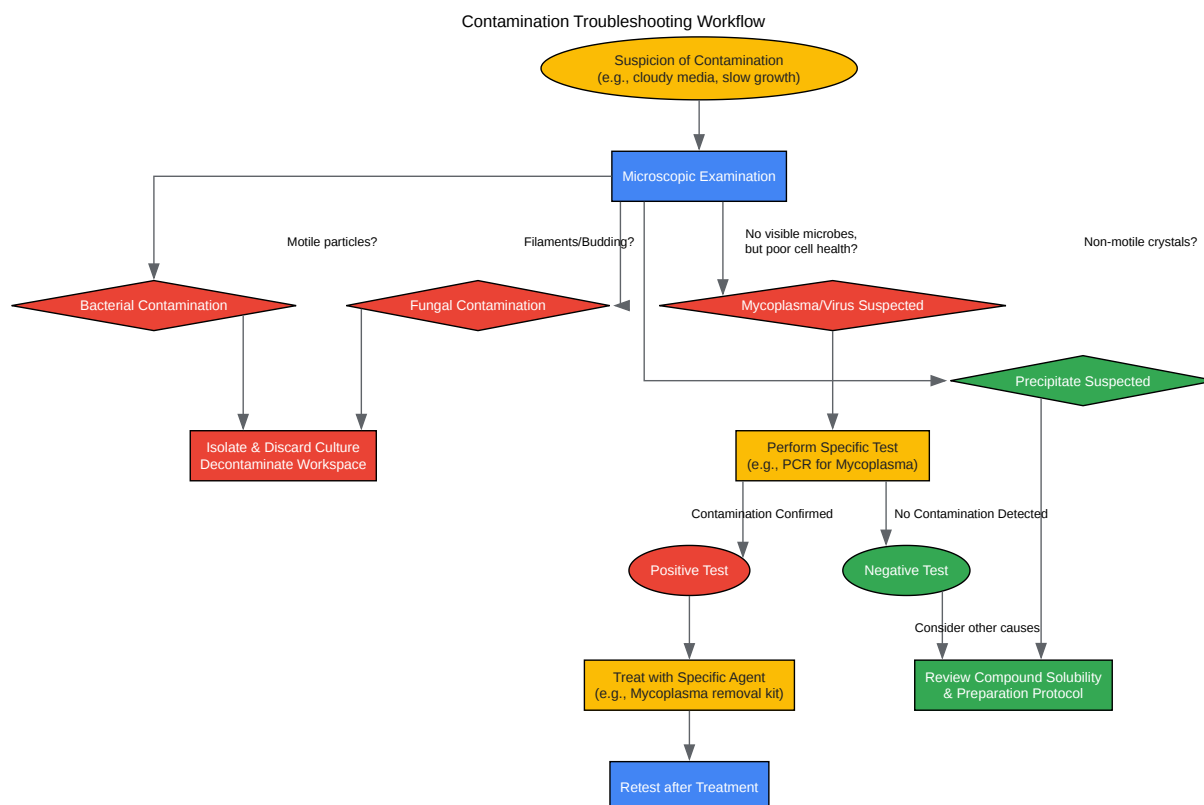 Contamination Troubleshooting Workflow
Suspicion of Contamination
(e.g., cloudy media, slow growth)
Microscopic Examination
Motile particles?
Filaments/Budding?
No visible microbes,
but poor cell health?
Non-motile crystals?
Bacterial Contamination
Fungal Contamination
Mycoplasma/Virus Suspected
Precipitate Suspected
Isolate & Discard Culture
Decontaminate Workspace
Perform Specific Test
(e.g., PCR for Mycoplasma)
Contamination Confirmed
No Contamination Detected
Positive Test
Negative Test
Consider other causes
Treat with Specific Agent
(e.g., Mycoplasma removal kit)
Review Compound Solubility
& Preparation Protocol
Retest after Treatment